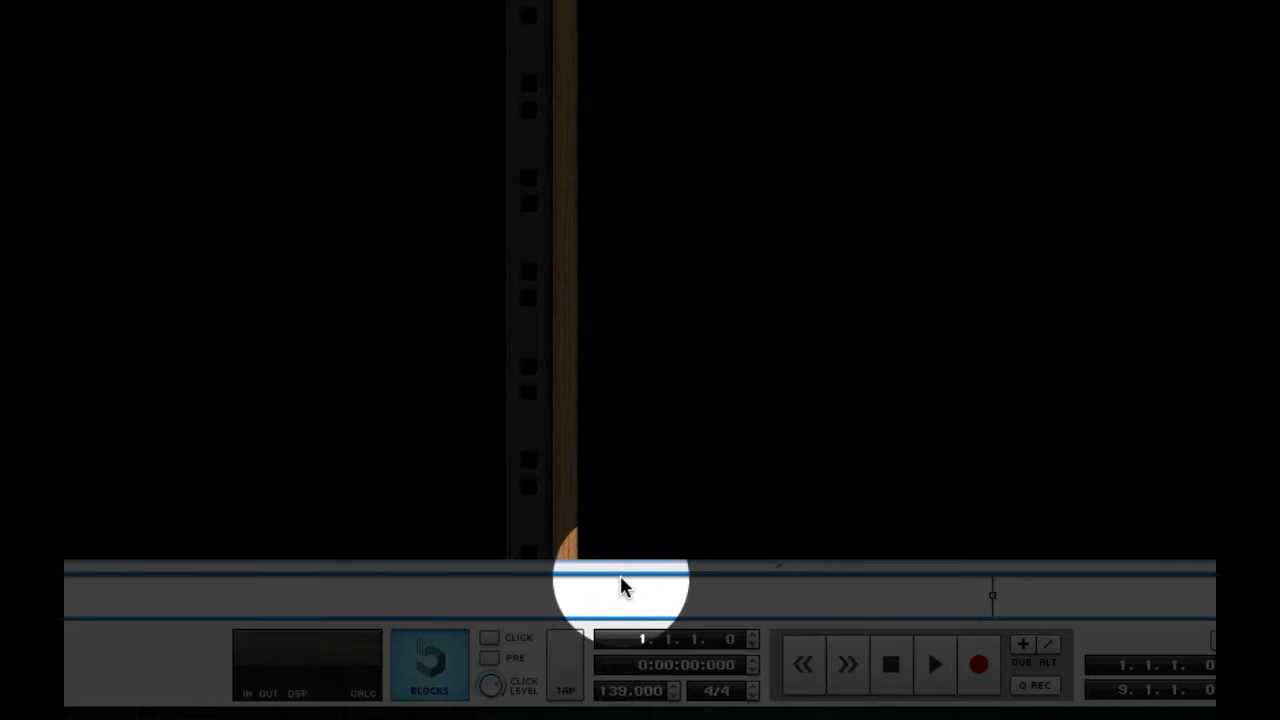 CLICK
PRE
CLICK
LEVEL
IN OUT DSP CALC
BLOCKS
TAP
1. 1. 1. 0
0:00:00:000
139.000
4/4
DUB ALT
Q REC
1. 1. 1. 0
9. 1. 1. 0